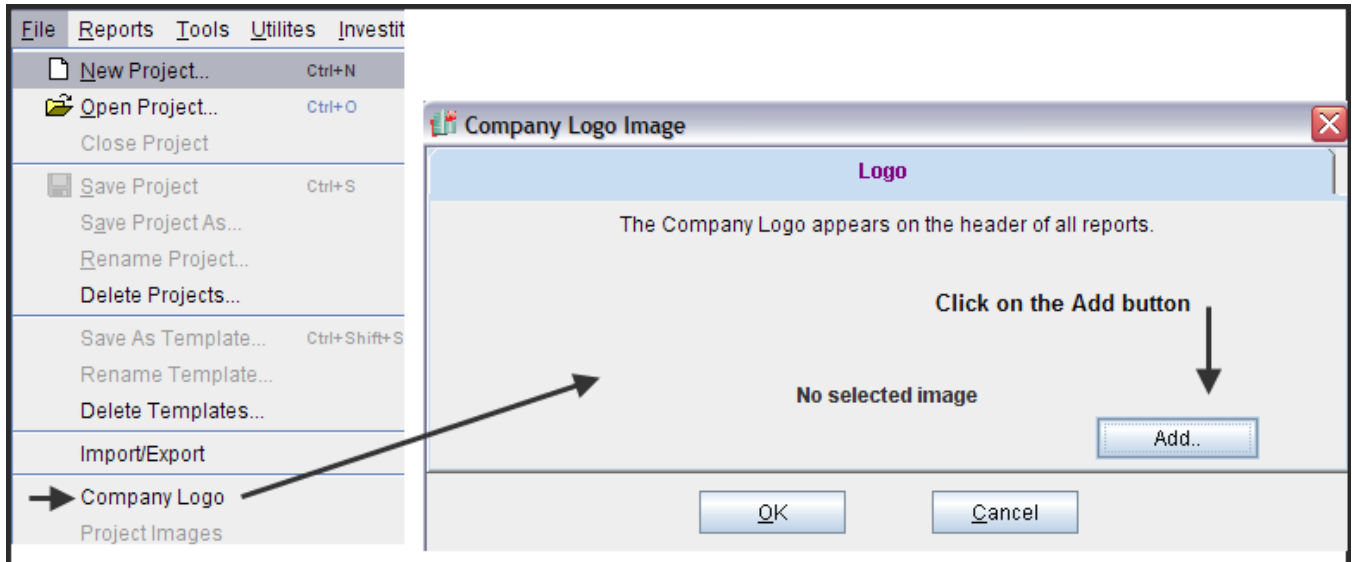 File Reports Tools Utilites Investit
New Project... Ctrl+N
Open Project... Ctrl+O
Close Project
Save Project Ctrl+S
Save Project As...
Rename Project...
Delete Projects...
Save As Template... Ctrl+Shift+S
Rename Template...
Delete Templates...
Import/Export
Company Logo
Project Images
Company Logo Image
Logo
The Company Logo appears on the header of all reports.
Click on the Add button
No selected image
Add..
OK Cancel